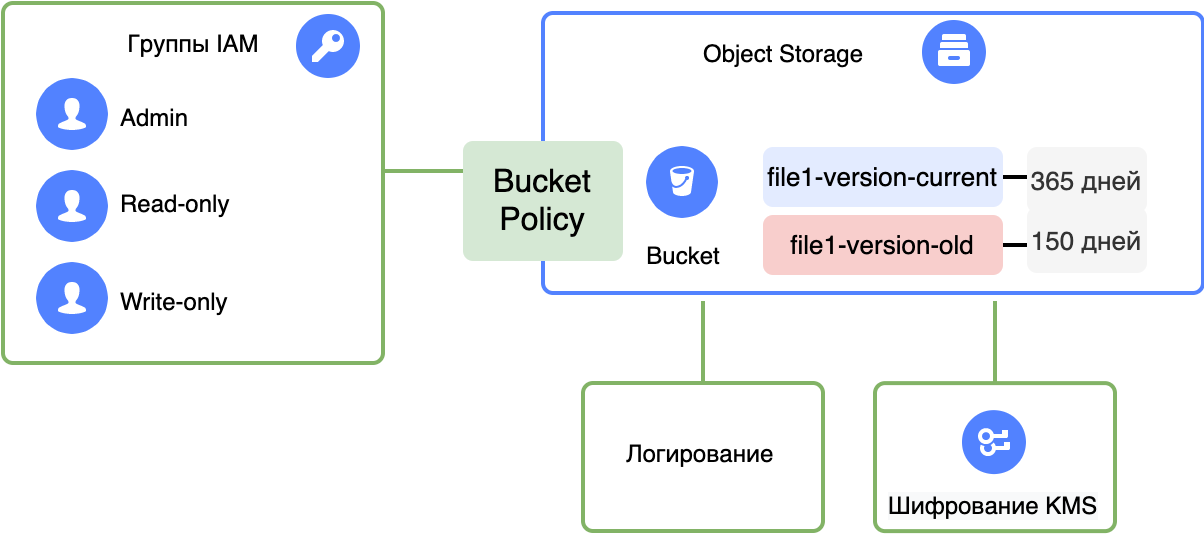 Группы IAM
Admin
Read-only
Write-only
Bucket
Policy
Object Storage
Bucket
file1-version-current
365 дней
file1-version-old
150 дней
Логирование
Шифрование KMS